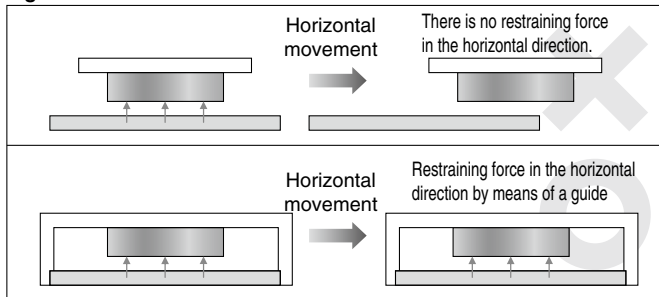 Horizontal
movement
There is no restraining force
in the horizontal direction.
Horizontal
movement
Restraining force in the horizontal
direction by means of a guide